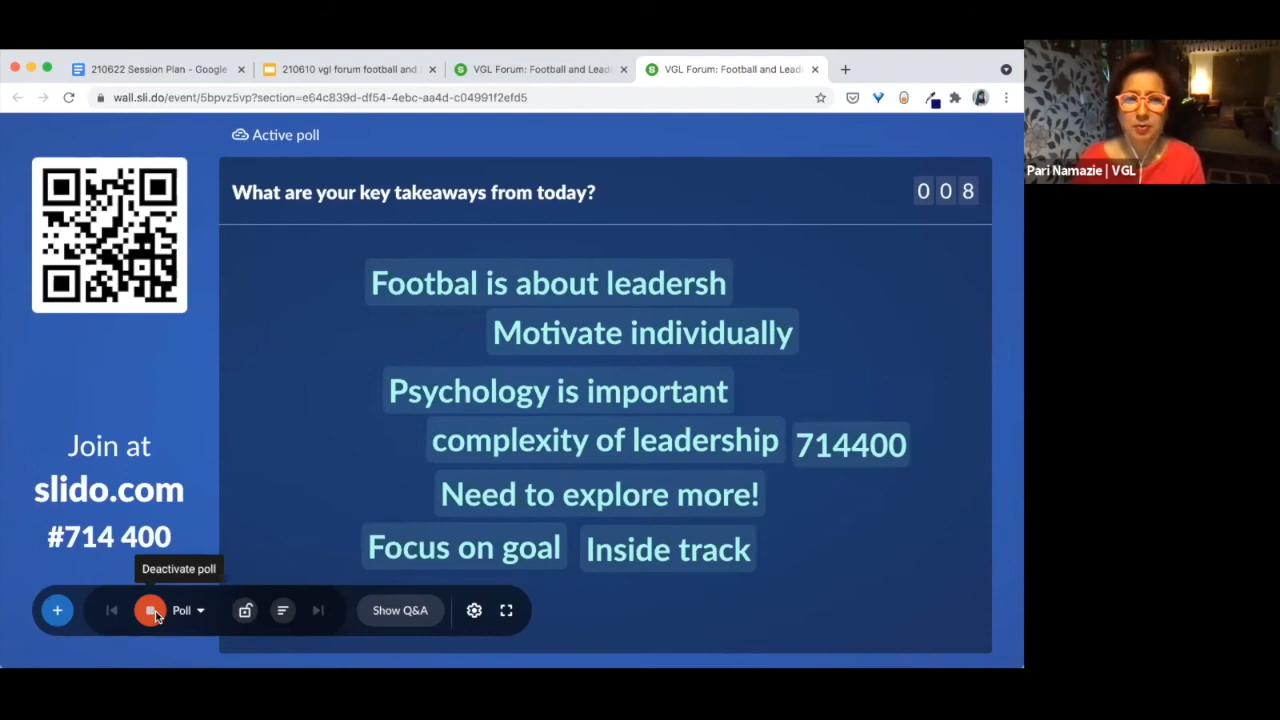 210622 Session Plan - Google
210610 vgl forum football and
VGL Forum: Football and Lead
VGL Forum: Football and Lead
wall.sli.do/event/5bpvz5vp?section=e64c839d-df54-4ebc-aa4d-c04991f2efd5
Active poll
What are your key takeaways from today?
008
Footbal is about leadersh
Motivate individually
Psychology is important
complexity of leadership
714400
Need to explore more!
Focus on goal
Inside track
Join at
slido.com
#714 400
Deactivate poll
Poll
Show Q&A
Pari Namazie | VGL